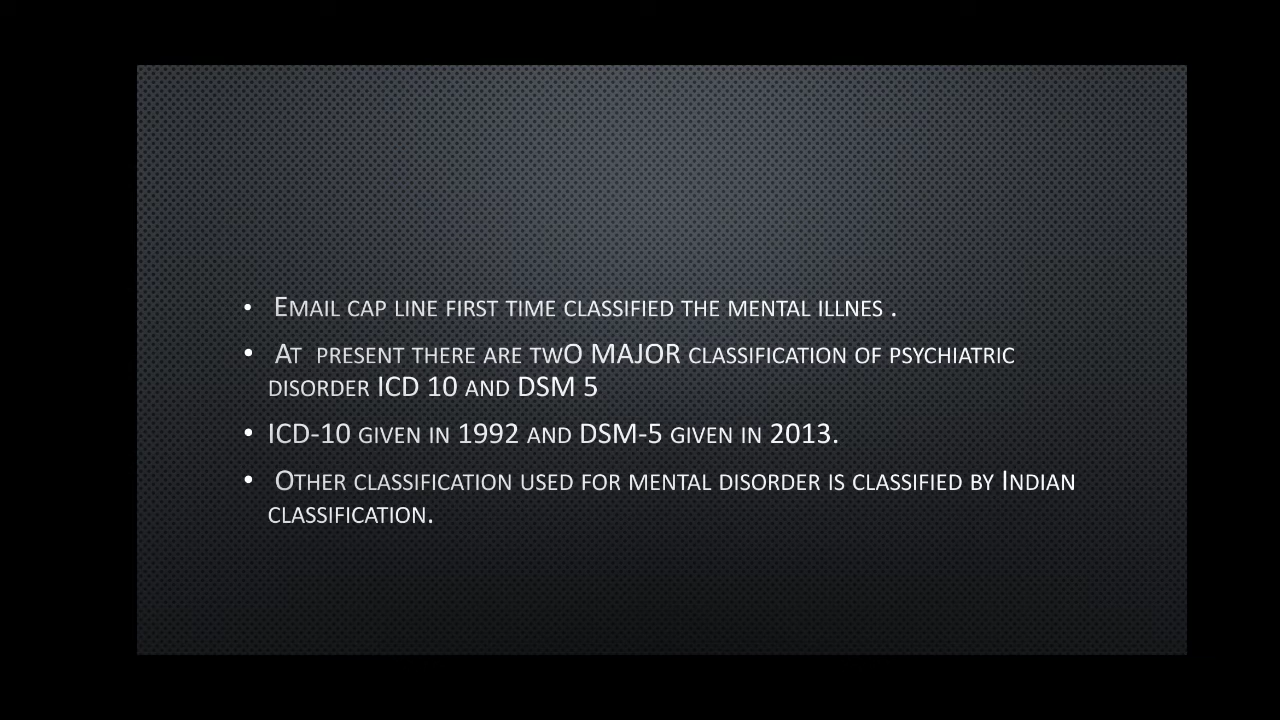 • Email cap line first time classified the mental illnes .
• At present there are twO MAJOR classification of psychiatric
disorder ICD 10 and DSM 5
• ICD-10 given in 1992 and DSM-5 given in 2013.
• Other classification used for mental disorder is classified by Indian
classification.